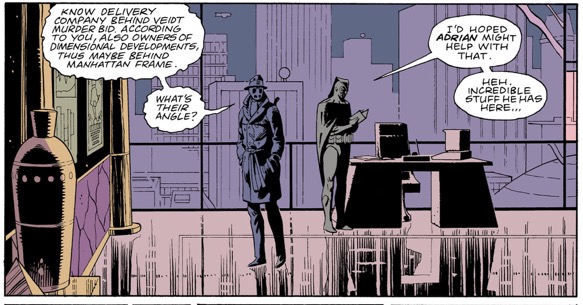 KNOW DELIVERY
COMPANY BEHIND VEIDT
MURDER BID. ACCORDING
TO YOU, ALSO OWNERS OF
DIMENSIONAL DEVELOPMENTS,
THUS MAYBE BEHIND
MANHATTAN FRAME.
WHAT'S
THEIR
ANGLE?
I'D HOPED
ADRIAN MIGHT
HELP WITH
THAT.
HEH.
INCREDIBLE
STUFF HE HAS
HERE...